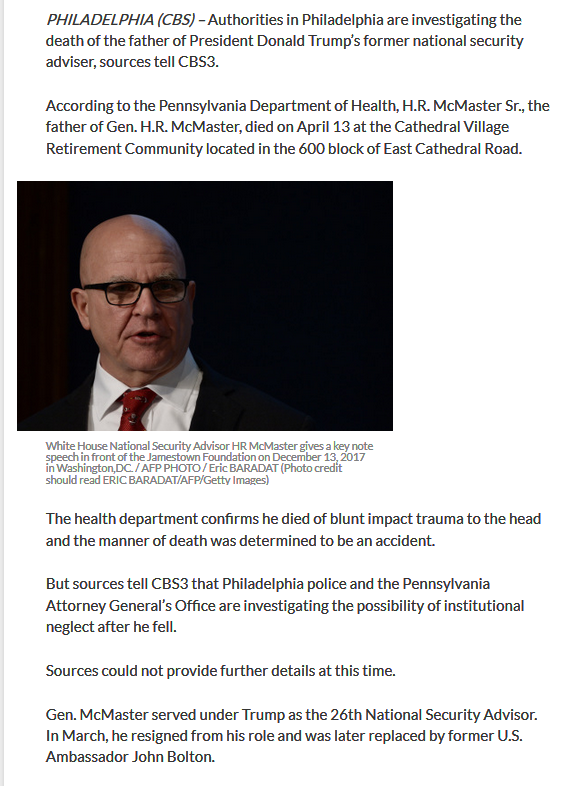 PHILADELPHIA (CBS) – Authorities in Philadelphia are investigating the
death of the father of President Donald Trump's former national security
adviser, sources tell CBS3.
According to the Pennsylvania Department of Health, H.R. McMaster Sr., the
father of Gen. H.R. McMaster, died on April 13 at the Cathedral Village
Retirement Community located in the 600 block of East Cathedral Road.
White House National Security Advisor HR McMaster gives a key note
speech in front of the Jamestown Foundation on December 13, 2017
in Washington,DC. / AFP PHOTO / Eric BARADAT (Photo credit
should read ERIC BARADAT/AFP/Getty Images)
The health department confirms he died of blunt impact trauma to the head
and the manner of death was determined to be an accident.
But sources tell CBS3 that Philadelphia police and the Pennsylvania
Attorney General's Office are investigating the possibility of institutional
neglect after he fell.
Sources could not provide further details at this time.
Gen. McMaster served under Trump as the 26th National Security Advisor.
In March, he resigned from his role and was later replaced by former U.S.
Ambassador John Bolton.